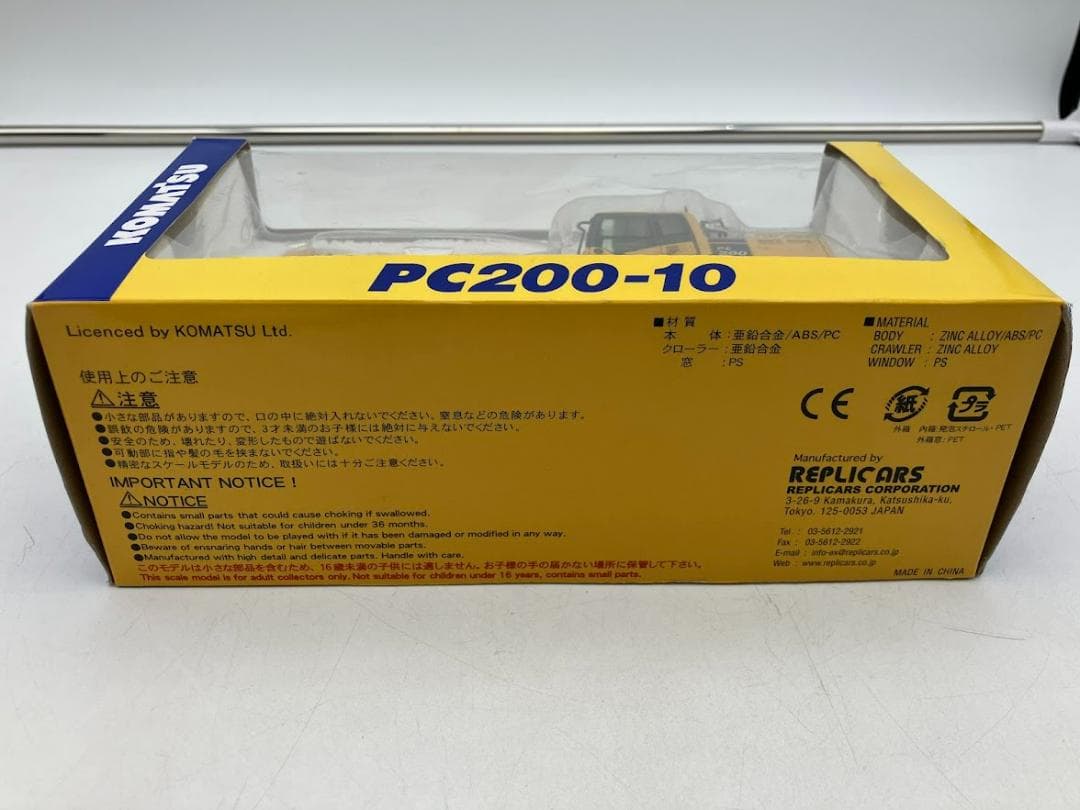 KOMATSU
PC200-10
Licenced by KOMATSU Ltd.
使用上のご注意
注意
●小さな部品がありますので、口の中に絶対入れないでください、窒息などの危険があります。
●誤飲の危険がありますので、3才未満のお子様には絶対に与えないでください。
●安全のため、壊れたり、変形したもので遊ばないでください。
●可動部に指や髪の毛を挟まないでください。
●精密なスケールモデルのため、取扱いには十分ご注意ください。
IMPORTANT NOTICE !
NOTICE
●Contains small parts that could cause choking if swallowed.
●Choking hazard! Not suitable for children under 36 months.
●Do not allow the model to be played with if it has been damaged or modified in any way.
●Beware of ensnaring hands or hair between movable parts.
●Manufactured with high detail and delicate parts. Handle with care.
このモデルは小さな部品を含むため、16歳未満の子供には適しません。お子様の手の届かない場所に保管して下さい。
This scale model is for adult collectors only. Not suitable for children under 16 years, contains small parts.
■材質
本 体 : 亜鉛合金/ABS/PC
クローラー : 亜鉛合金
窓 : PS
■MATERIAL
BODY : ZINC ALLOY/ABS/PC
CRAWLER : ZINC ALLOY
WINDOW : PS
CE
紙
プラ
外箱 内箱:発泡スチロール・PET
外箱窓:PET
Manufactured by
REPLICARS
REPLICARS CORPORATION
3-26-9 Kamakura, Katsushika-ku,
Tokyo. 125-0053 JAPAN
Tel : 03-5612-2921
Fax : 03-5612-2922
E-mail : info-ex@replicars.co.jp
Web : www.replicars.co.jp
MADE IN CHINA